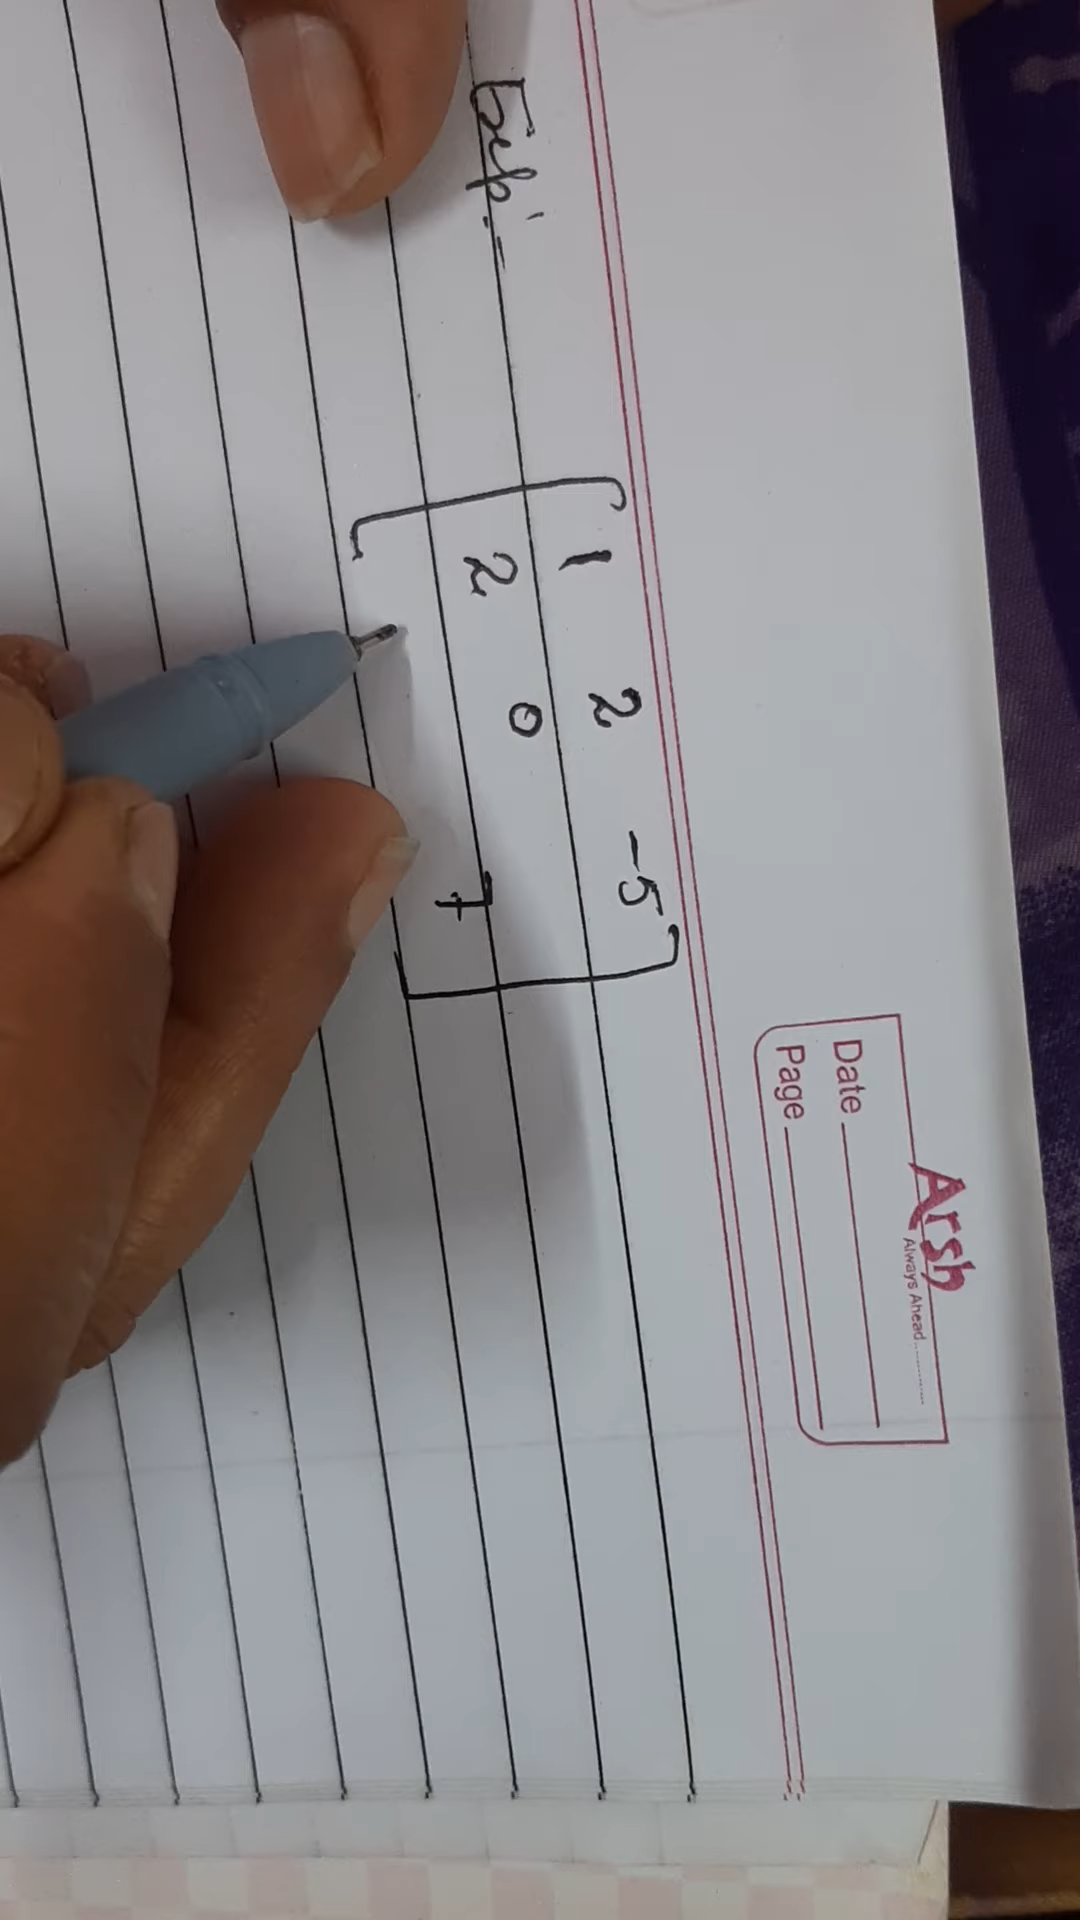 Arsh
Always Ahead............
Date
Page
Exp:-
1 2 -5
2 0
7